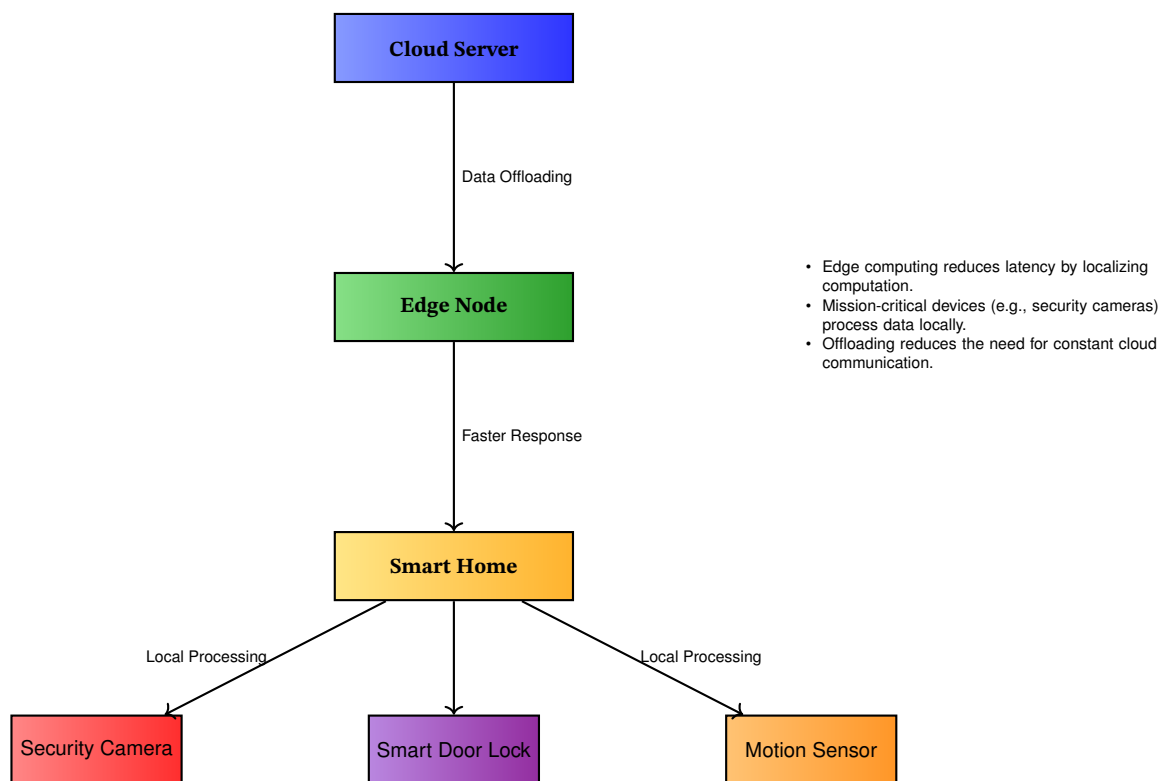 Cloud Server
Data Offloading
• Edge computing reduces latency by localizing
computation.
• Mission-critical devices (e.g., security cameras)
process data locally.
• Offloading reduces the need for constant cloud
communication.
Edge Node
Faster Response
Smart Home
Local Processing
Local Processing
Security Camera
Smart Door Lock
Motion Sensor